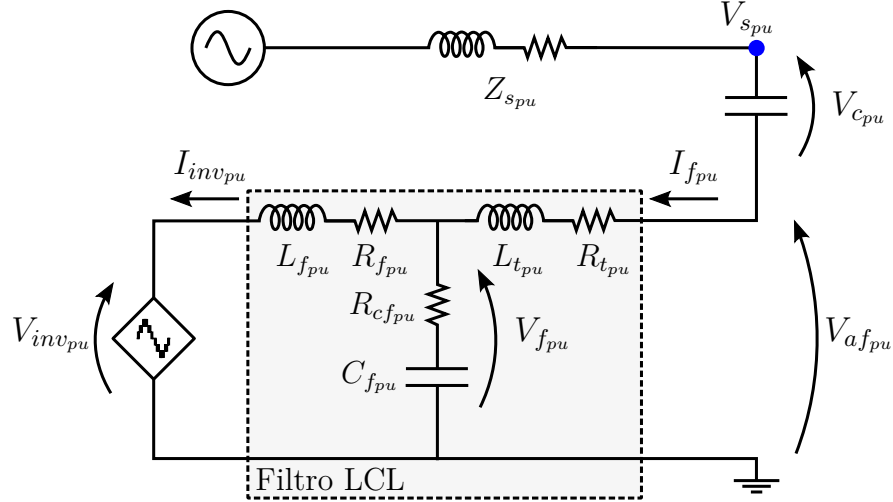 V_{s_{pu}}
Z_{s_{pu}}
V_{c_{pu}}
I_{inv_{pu}}
I_{f_{pu}}
L_{f_{pu}} R_{f_{pu}} L_{t_{pu}} R_{t_{pu}}
R_{cf_{pu}}
V_{inv_{pu}} V_{f_{pu}} V_{af_{pu}}
C_{f_{pu}}
Filtro LCL